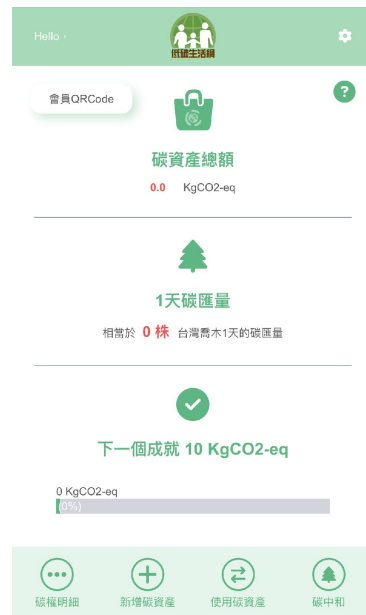 Hello，
低碳生活網
會員QRCode
?
碳資產總額
0.0 KgCO2-eq
1天碳匯量
相當於 0 株 台灣喬木1天的碳匯量
下一個成就 10 KgCO2-eq
0 KgCO2-eq
(0%)
碳權明細 新增碳資產 使用碳資產 碳中和